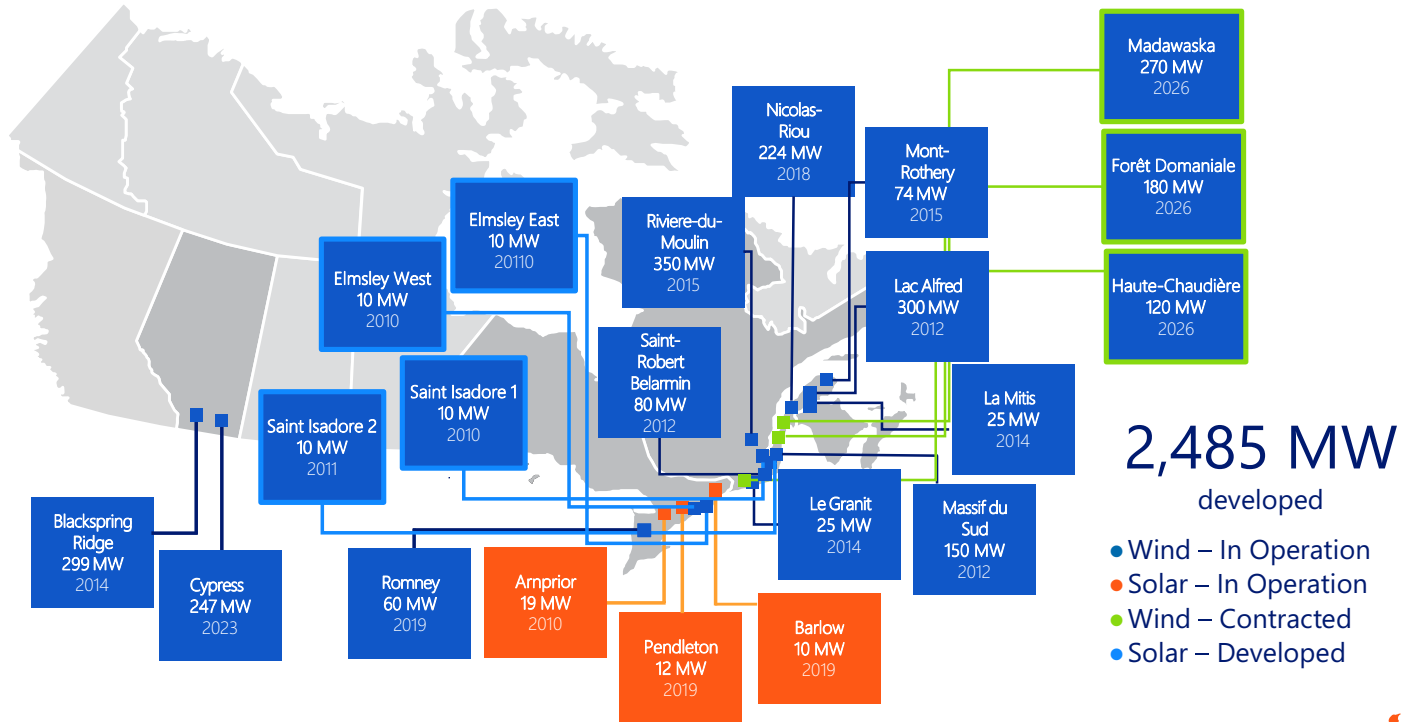 Madawaska
270 MW
2026
Nicolas-
Riou
224 MW
2018
Mont-
Rothery
74 MW
2015
Forêt Domaniale
180 MW
2026
Elmsley East
10 MW
20110
Riviere-du-
Moulin
350 MW
2015
Elmsley West
10 MW
2010
Lac Alfred
300 MW
2012
Haute-Chaudière
120 MW
2026
Saint-
Robert
Belarmin
80 MW
2012
Saint Isadore 1
10 MW
2010
La Mitis
25 MW
2014
Saint Isadore 2
10 MW
2011
2,485 MW
developed
Blackspring
Ridge
299 MW
2014
Le Granit
25 MW
2014
Massif du
Sud
150 MW
2012
Cypress
247 MW
2023
Romney
60 MW
2019
Arnprior
19 MW
2010
Pendleton
12 MW
2019
Barlow
10 MW
2019
Wind – In Operation
Solar – In Operation
Wind – Contracted
Solar – Developed